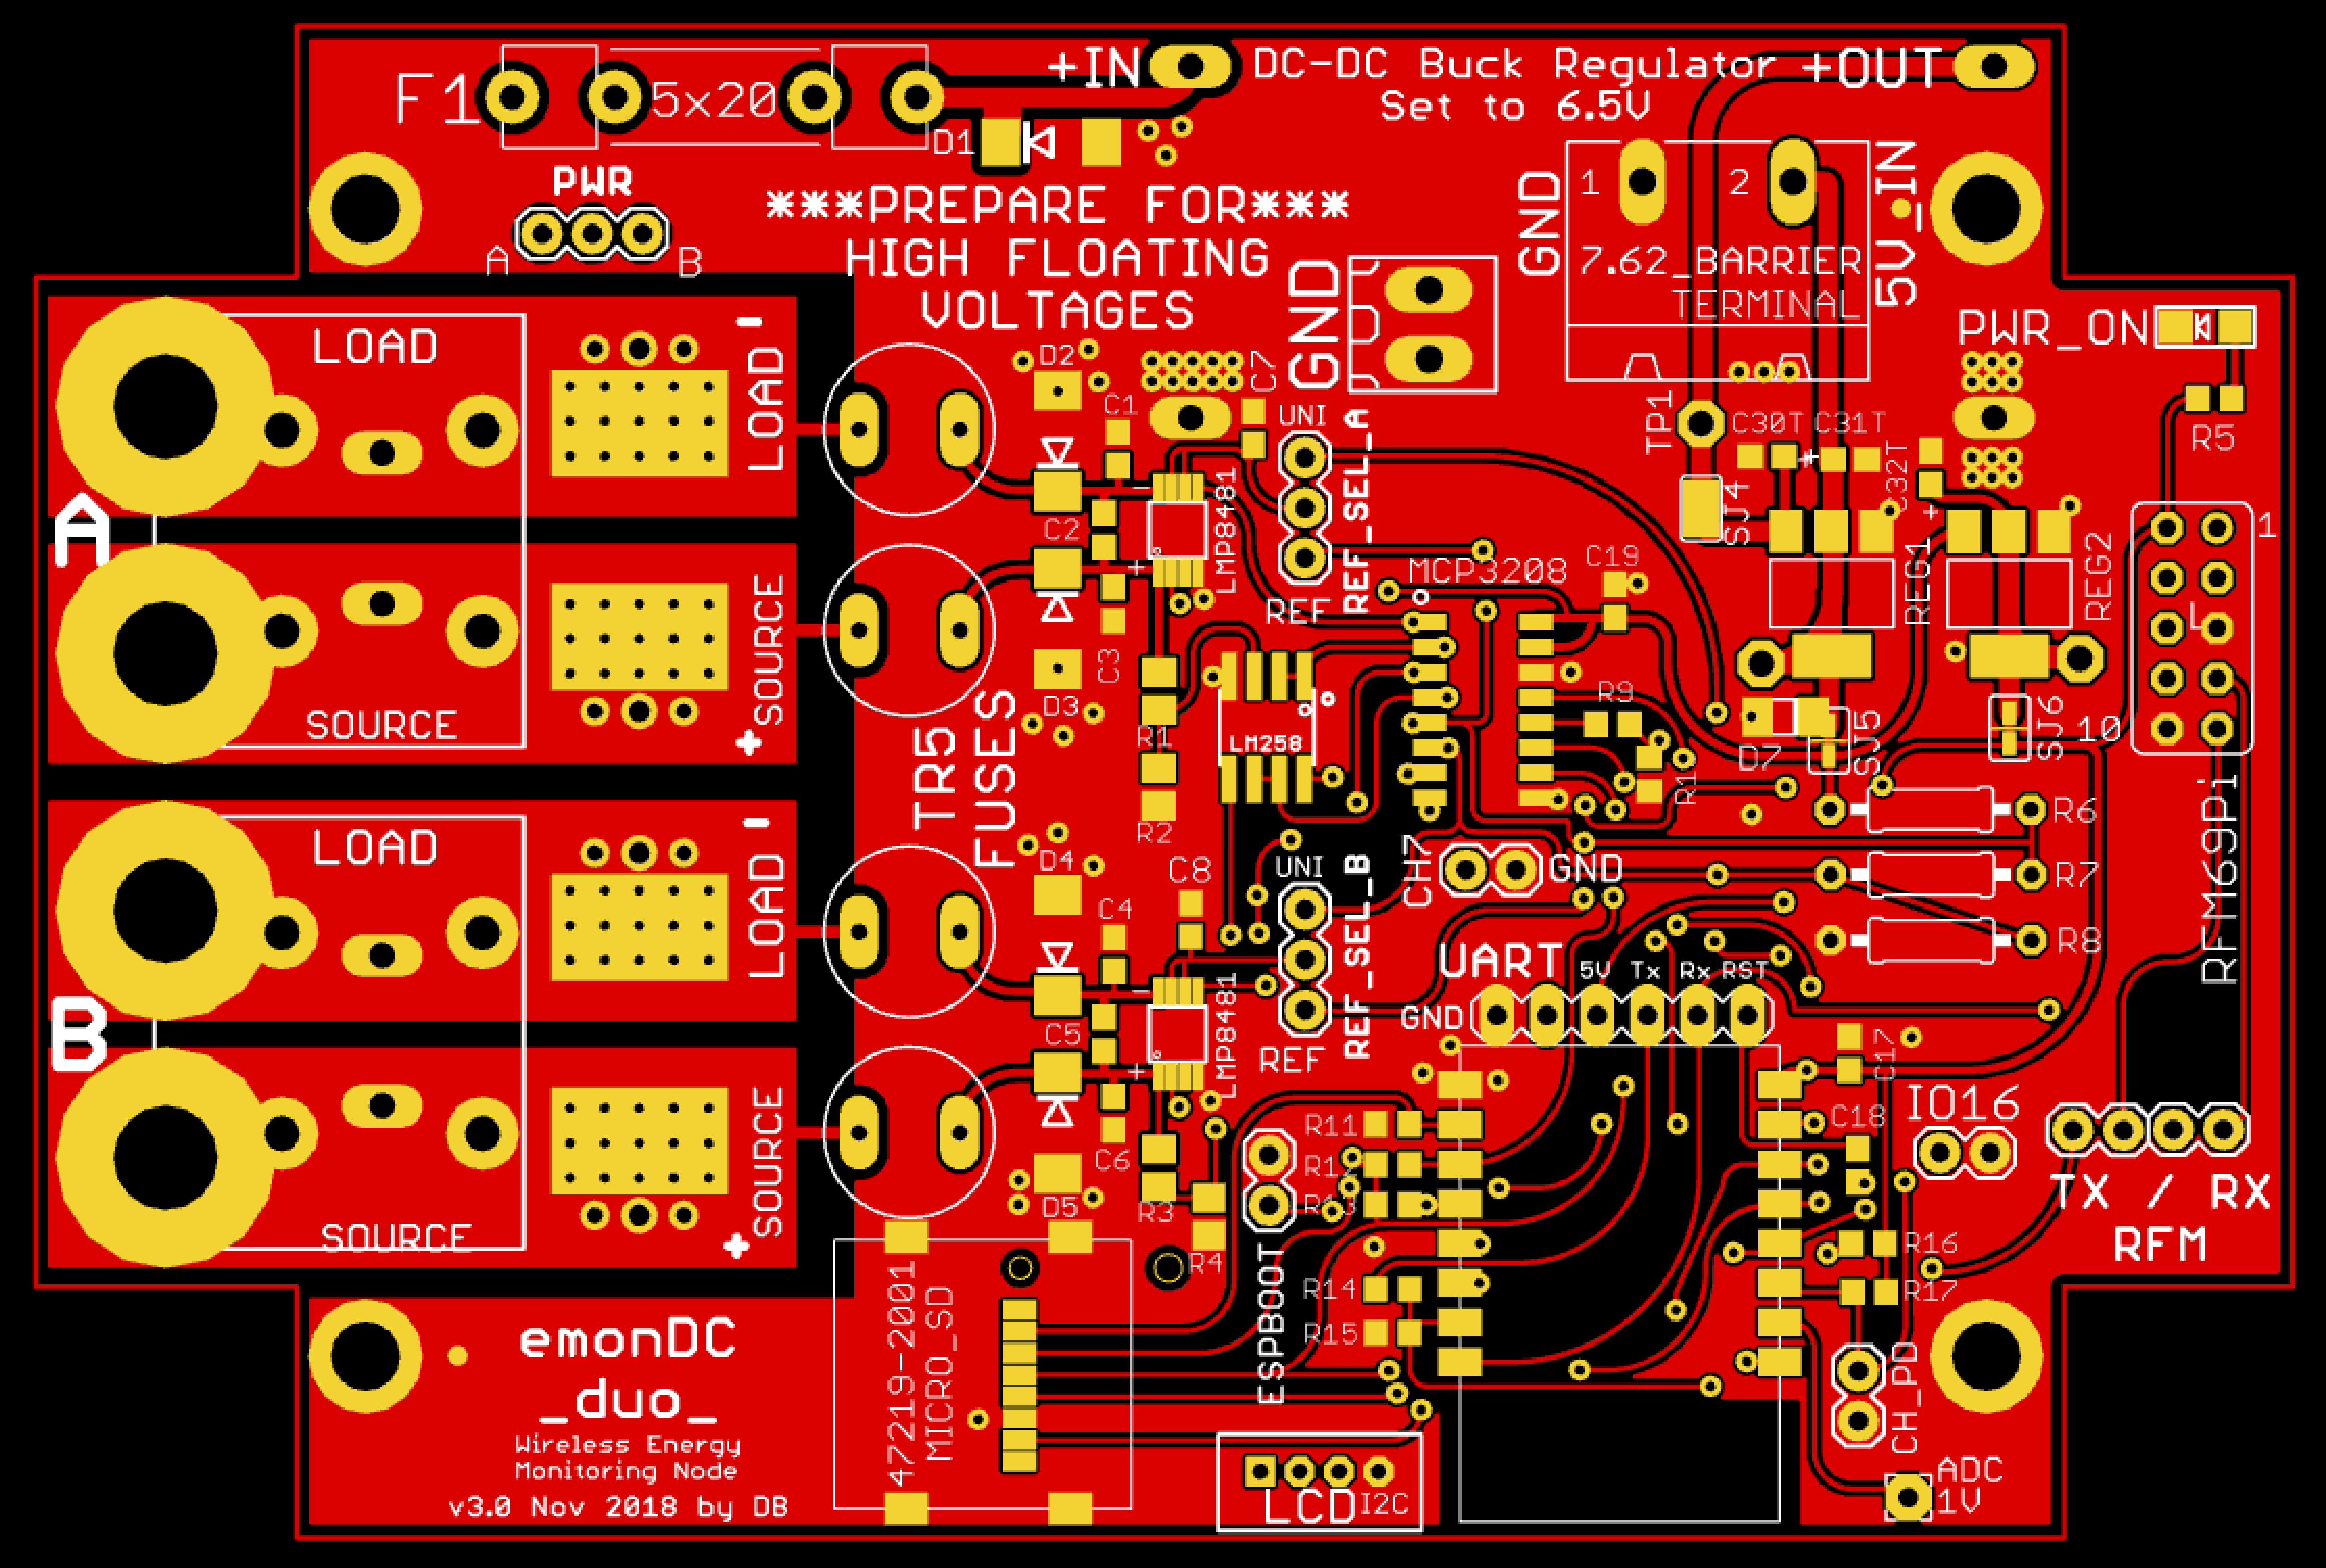 +IN
DC-DC Buck Regulator
Set to 6.5V
+OUT
F1
5x20
D1
PWR
A
B
***PREPARE FOR***
HIGH FLOATING
VOLTAGES
GND
1
2
5V_IN
7.62_BARRIER
TERMINAL
GND
PWR_ON
R5
LOAD
LOAD -
A
SOURCE
SOURCE
+
D2
C1
C7
C2
LMP8481
-
+
UNI
REF_SEL_A
REF
C3
D3
TR5
FUSES
R1
R2
LM258
MCP3208
C19
R9
R1
TP1
C30T
C31T
+
C32T
+
SJ4
REG1
REG2
1
10
L
RFM69Pi
D7
SJ5
SJ6
R6
R7
R8
LOAD
LOAD -
B
SOURCE
SOURCE
+
D4
C4
C8
C5
LMP8481
-
+
UNI
REF_SEL_B
REF
C6
D5
R3
R4
CH7
GND
UART
5V
Tx
Rx
RST
GND
C17
C18
IO16
TX / RX
RFM
R11
R12
R13
R14
R15
R16
R17
ESPBOOT
CH_PD
ADC
1V
47219-2001
MICRO_SD
LCD
I2C
emonDC
_duo_
Wireless Energy
Monitoring Node
v3.0 Nov 2018 by DB